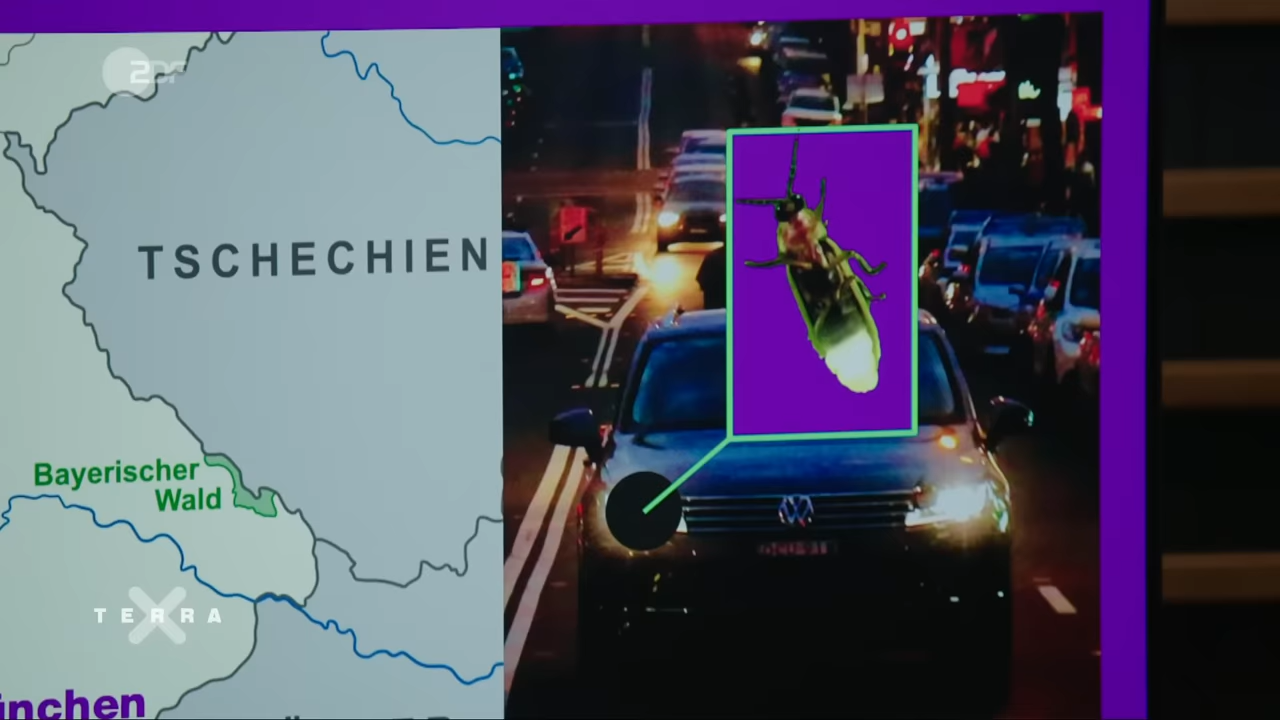 ZDF
TSCHECHIEN
Bayerischer
Wald
TERRA X
inchen